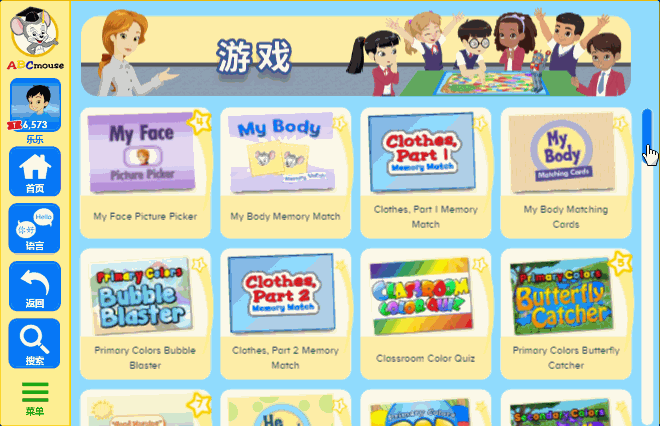 游戏
ABCmouse
6,573
乐乐
首页
你好
Hello
语言
返回
搜索
菜单
My Face
Picture Picker
My Face Picture Picker
My Body
My Body Memory Match
Clothes,
Part 1
Memory Match
Clothes, Part 1 Memory
Match
My
Body
Matching Cards
My Body Matching
Cards
Primary Colors
Bubble
Blaster
Primary Colors Bubble
Blaster
Clothes,
Part 2
Memory Match
Clothes, Part 2 Memory
Match
CLASSROOM
COLOR QUIZ
Classroom Color Quiz
Primary Colors
Butterfly
Catcher
Primary Colors Butterfly
Catcher
Primary Colors
Secondary Colors